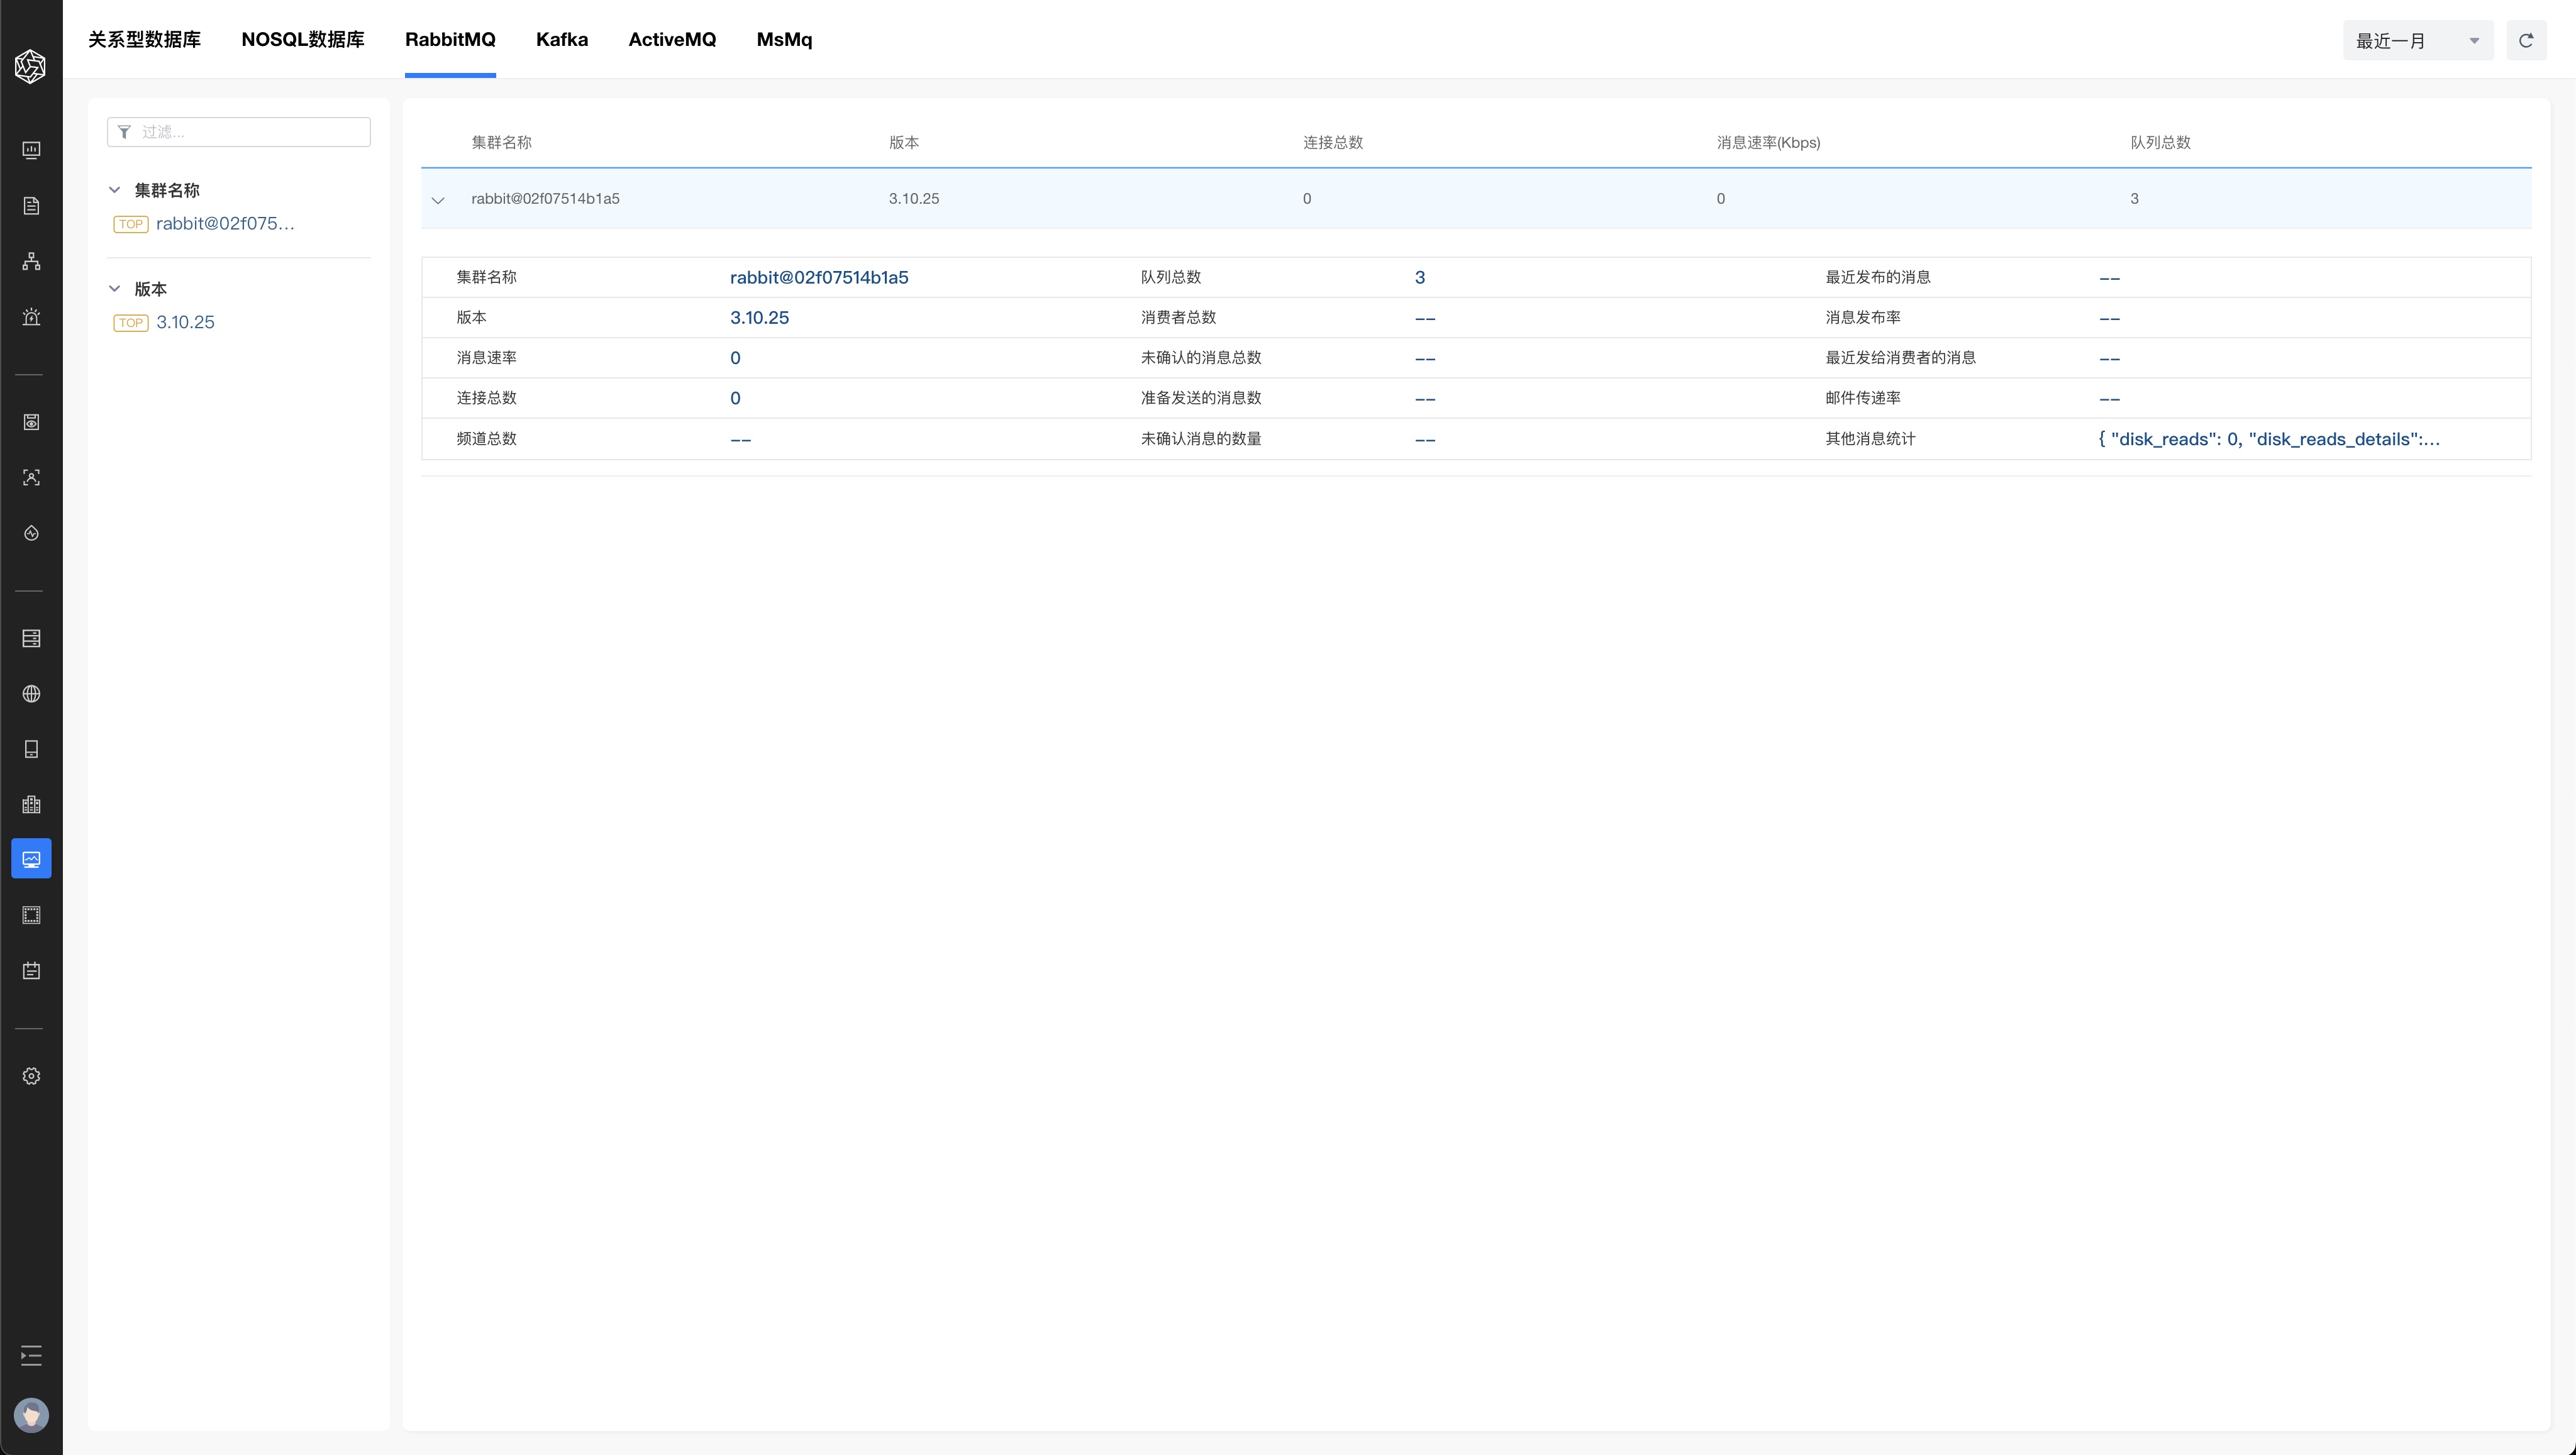 关系型数据库 NOSQL数据库 RabbitMQ Kafka ActiveMQ MsMq 最近一月
过滤...
集群名称
TOP rabbit@02f075...
版本
TOP 3.10.25
集群名称 版本 连接总数 消息速率(Kbps) 队列总数
rabbit@02f07514b1a5 3.10.25 0 0 3
集群名称 rabbit@02f07514b1a5 队列总数 3 最近发布的消息 --
版本 3.10.25 消费者总数 -- 消息发布率 --
消息速率 0 未确认的消息总数 -- 最近发给消费者的消息 --
连接总数 0 准备发送的消息数 -- 邮件传递率 --
频道总数 -- 未确认消息的数量 -- 其他消息统计 { "disk_reads": 0, "disk_reads_details":...